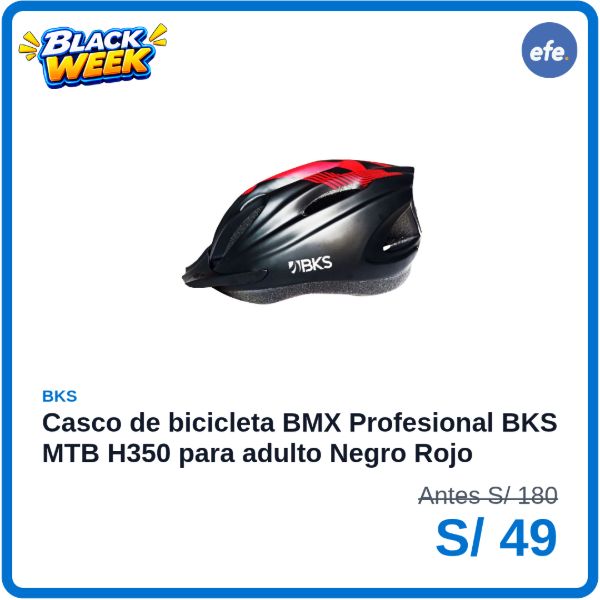 BLACK
WEEK
efe.
BKS
BKS
Casco de bicicleta BMX Profesional BKS
MTB H350 para adulto Negro Rojo
Antes S/ 180
S/ 49